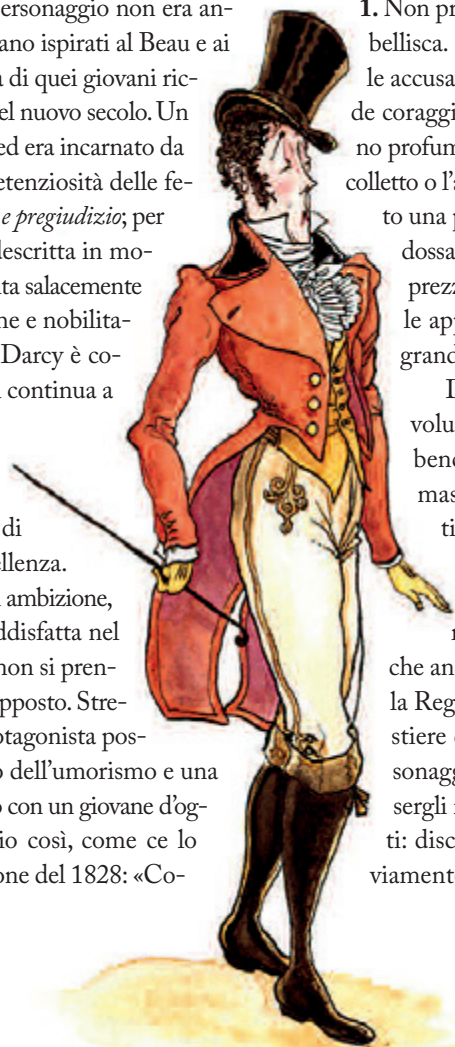 personaggio non era an-
ano ispirati al Beau e ai
di quei giovani ric-
el nuovo secolo. Un
ed era incarnato da
etenziosità delle fe-
e pregiudizio; per
descritta in mo-
ta salacemente
ne e nobilita-
Darcy è co-
continua a
di
ellenza.
ambizione,
ddisfatta nel
non si pren-
pposto. Stre-
otagonista pos-
o dell'umorismo e una
o con un giovane d'og-
io così, come ce lo
one del 1828: «Co-
1. Non pr
bellisca.
le accusa
de coraggi
no profum
colletto o l'a
to una p
dossa
prezz
le app
grand
D
volu
bene
mas
ti
che an
la Reg
stiere
sonagg
sergli
ti: disc
viament